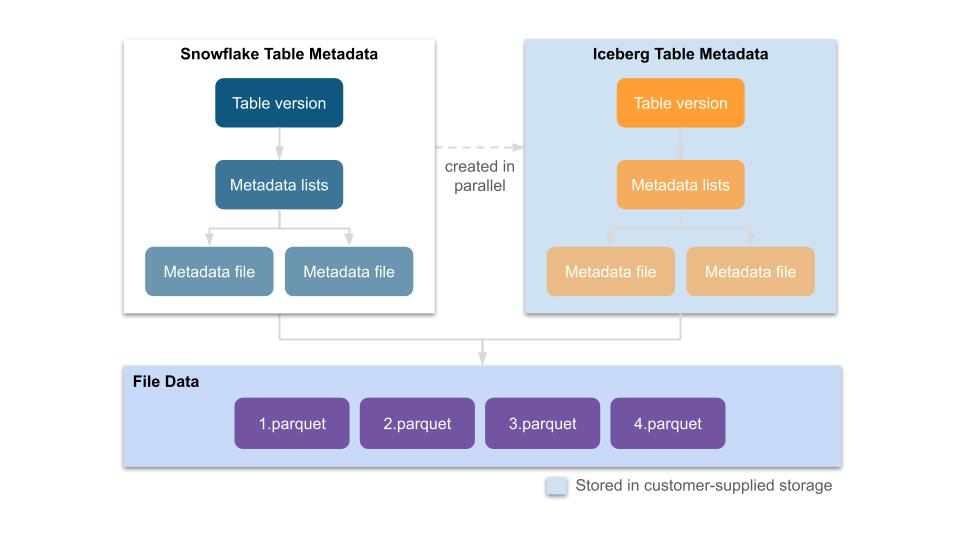 Snowflake Table Metadata
Table version
Metadata lists
Metadata file
Metadata file
created in
parallel
Iceberg Table Metadata
Table version
Metadata lists
Metadata file
Metadata file
File Data
1.parquet
2.parquet
3.parquet
4.parquet
Stored in customer-supplied storage